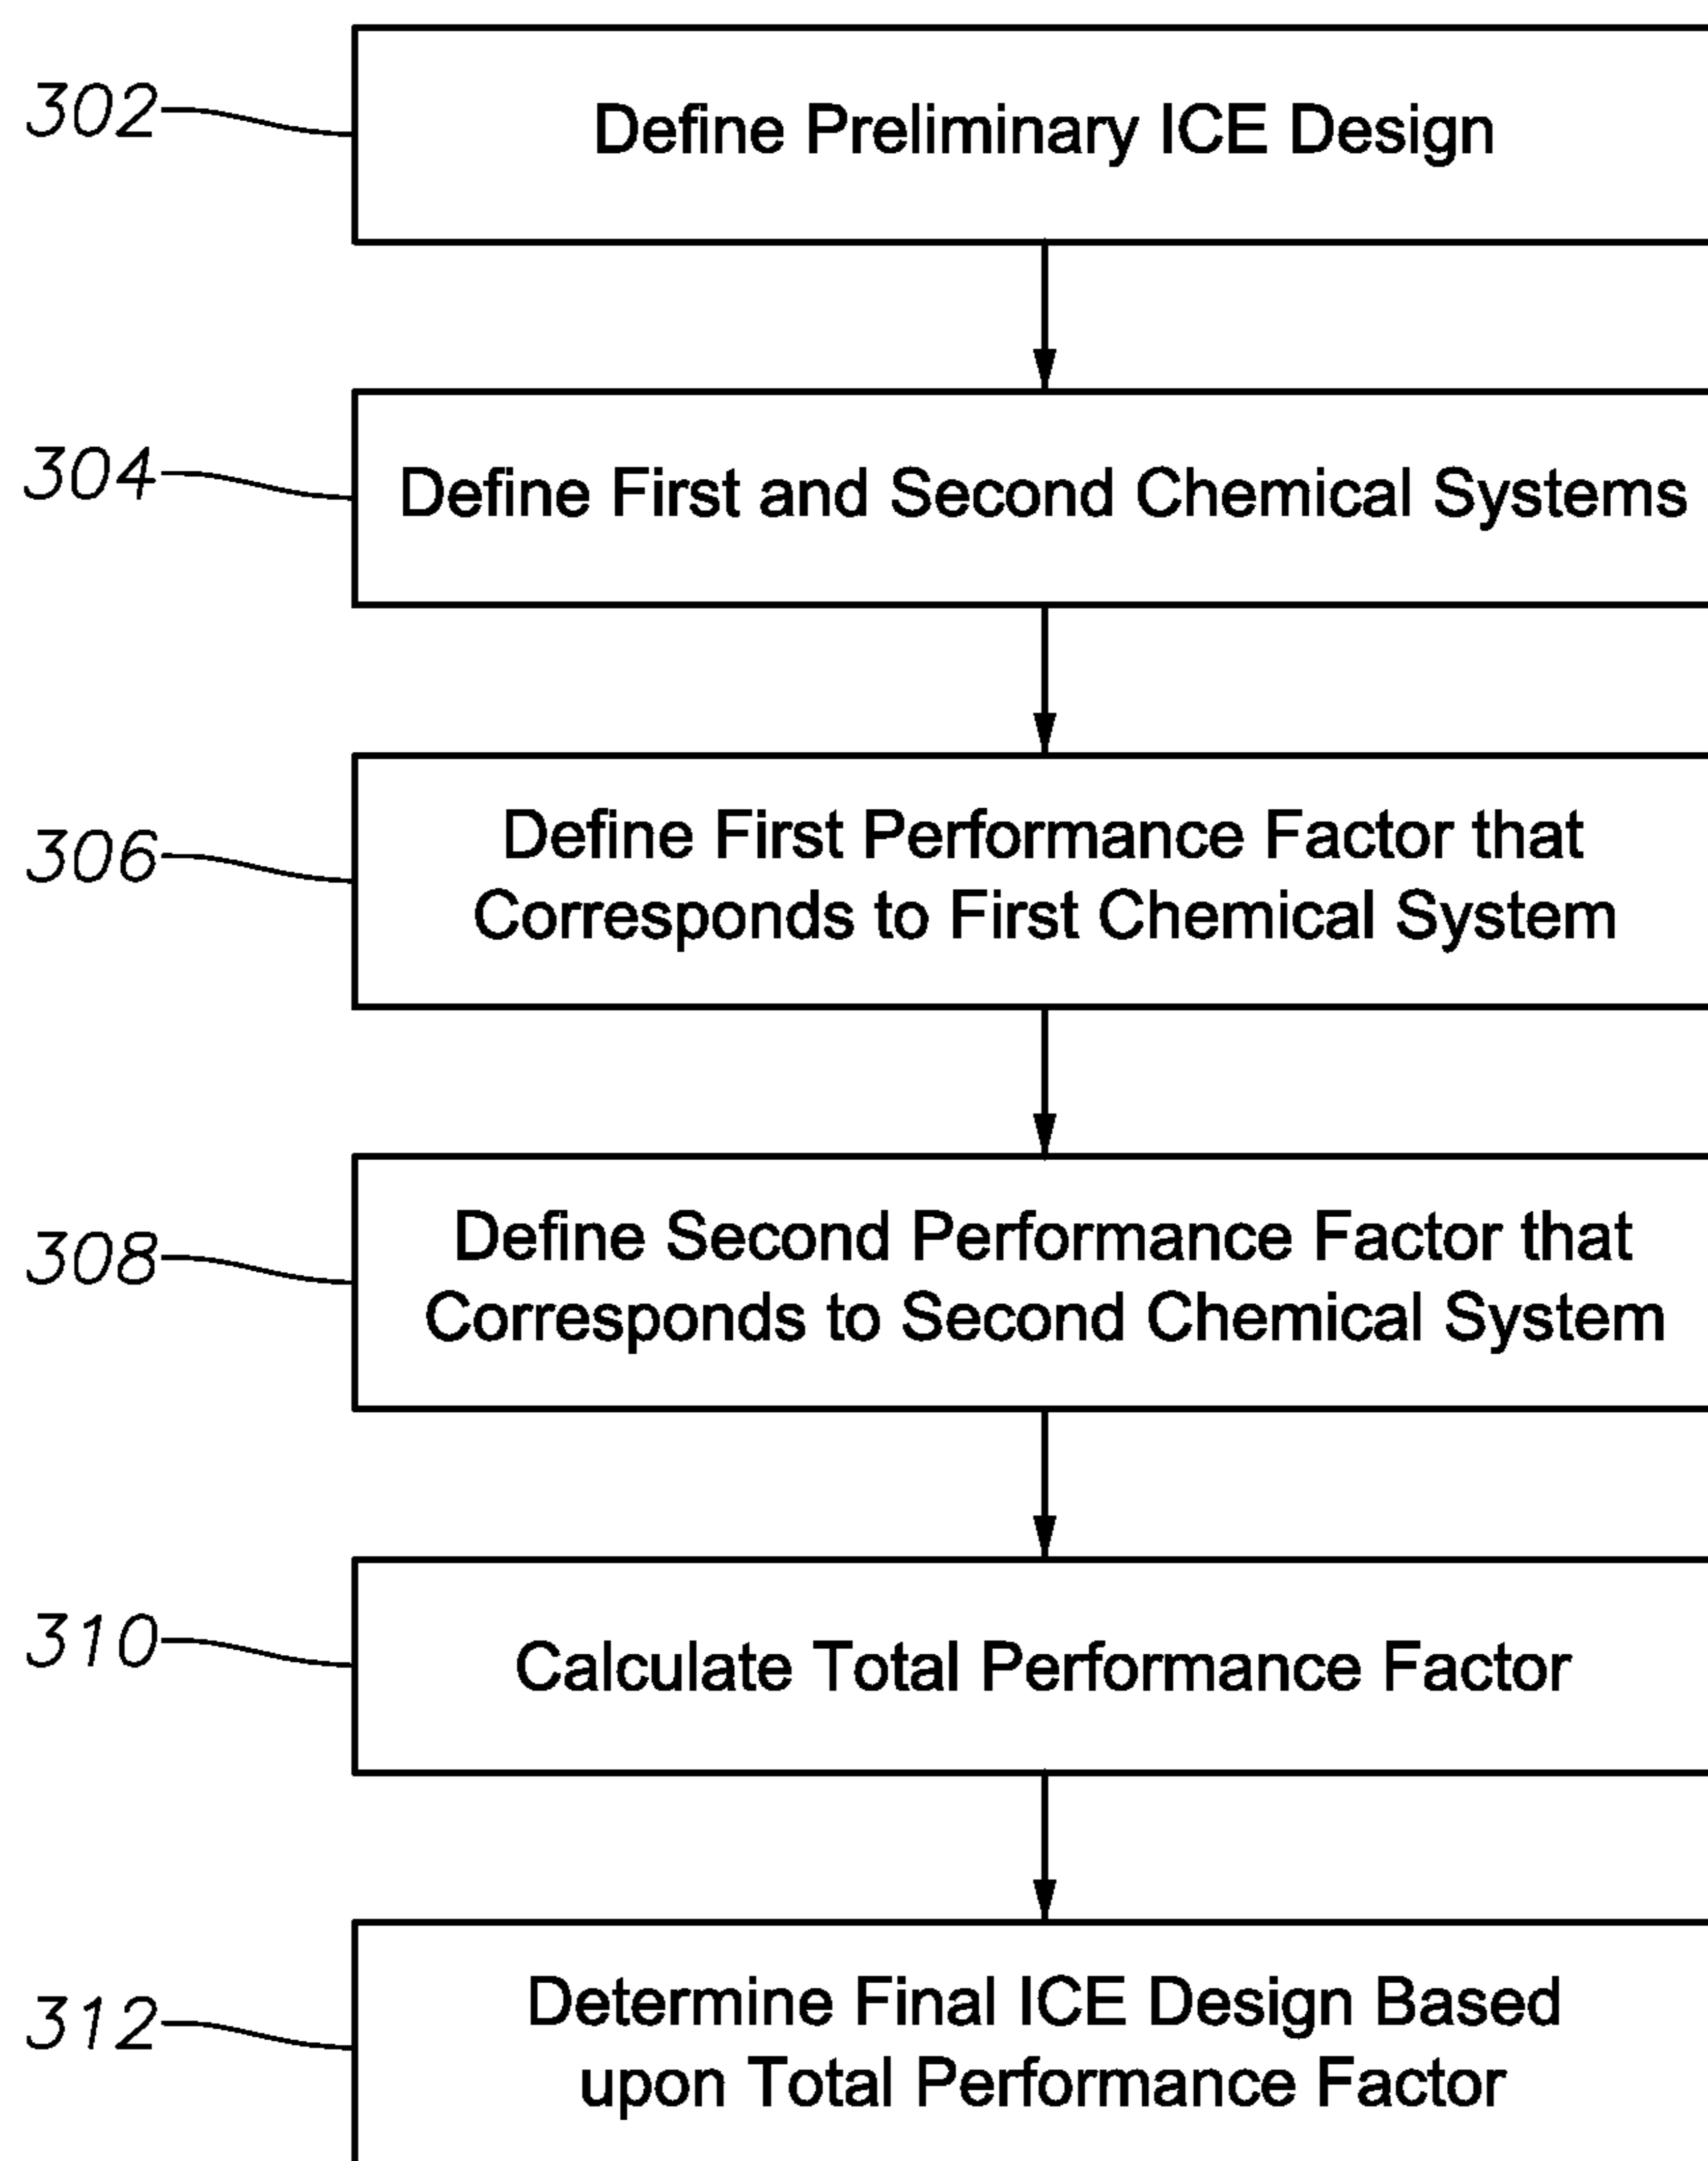 302
Define Preliminary ICE Design
304
Define First and Second Chemical Systems
306
Define First Performance Factor that
Corresponds to First Chemical System
308
Define Second Performance Factor that
Corresponds to Second Chemical System
310
Calculate Total Performance Factor
312
Determine Final ICE Design Based
upon Total Performance Factor